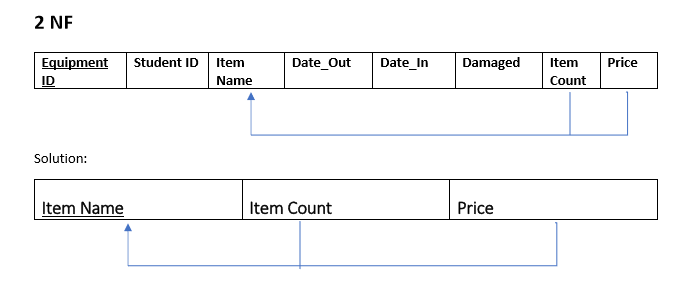 2 NF
Equipment ID Student ID Item Name Date_Out Date_In Damaged Item Count Price
Solution:
Item Name Item Count Price